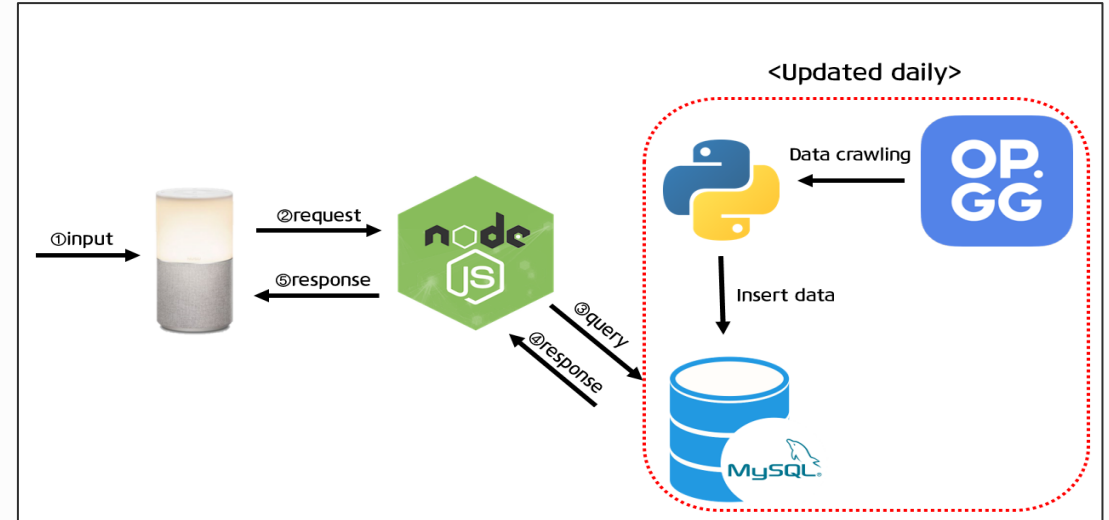 <Updated daily>
OP.
GG
Data crawling
①input
②request
node
JS
⑤response
Insert data
③query
④response
MySQL®